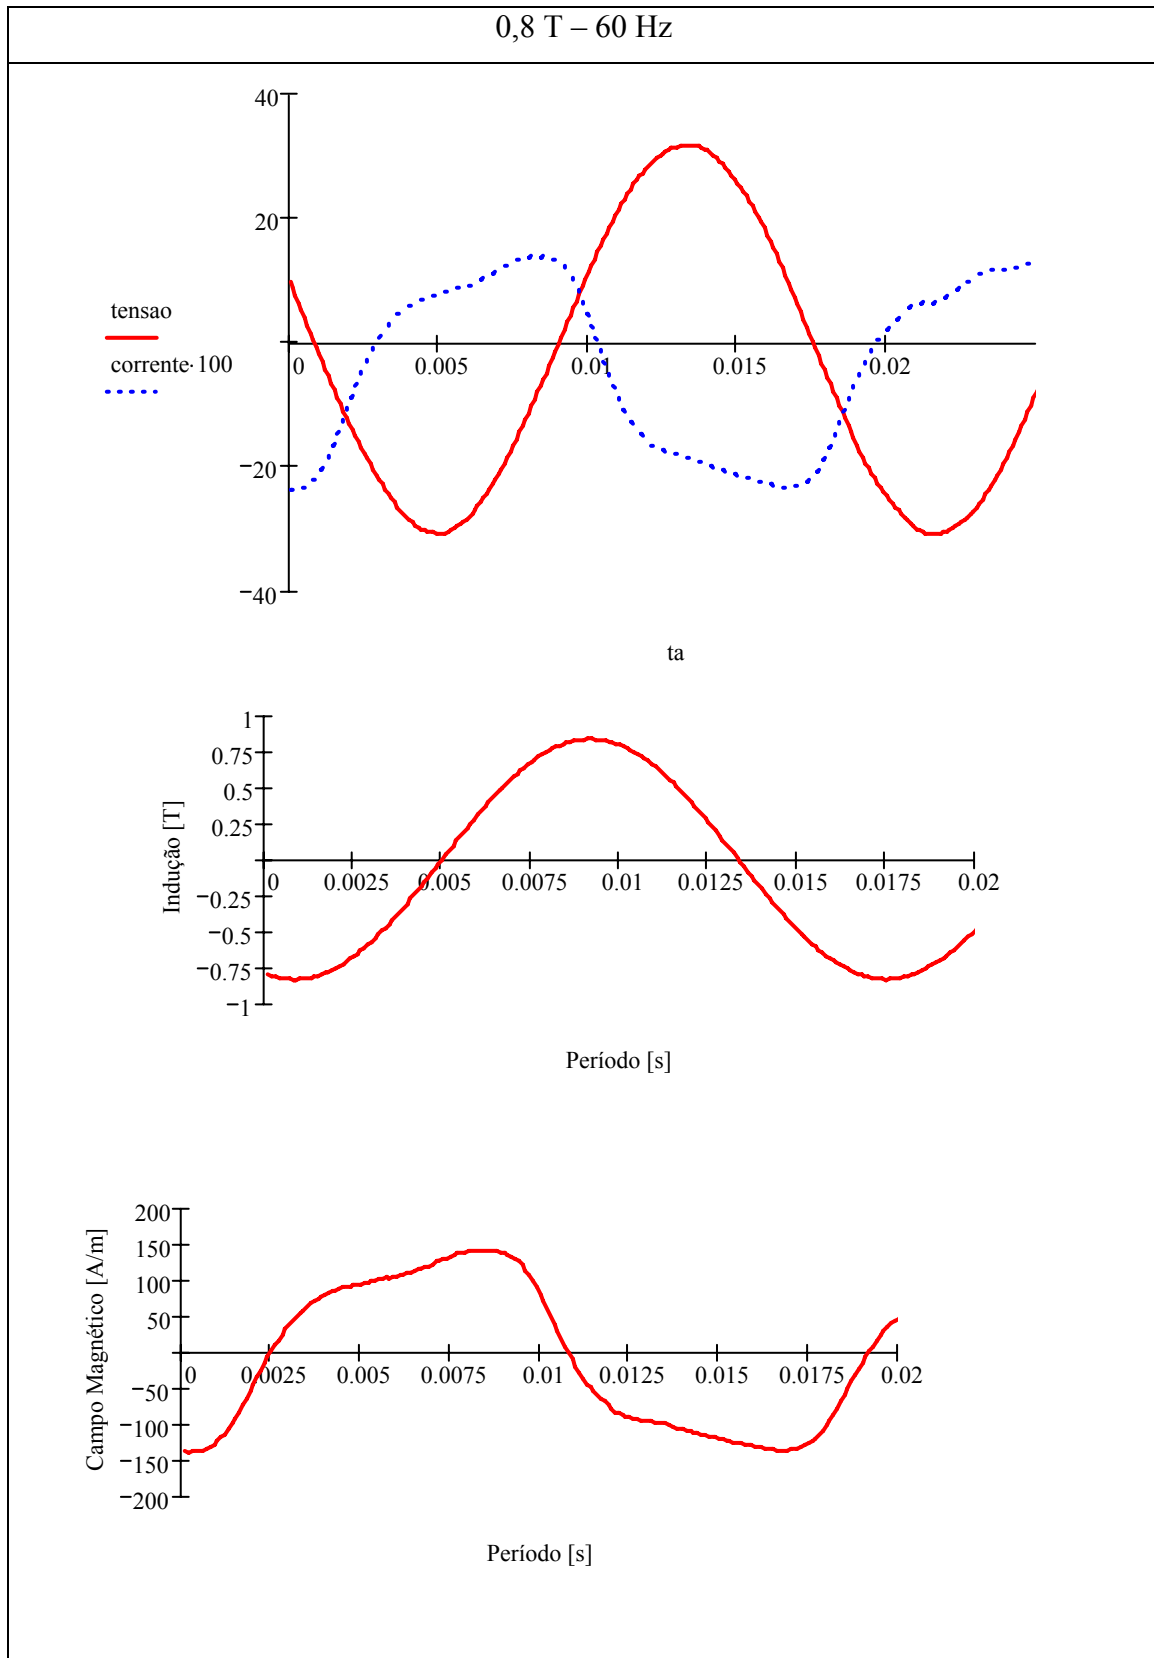 0,8 T – 60 Hz
40
20
tensao
corrente·100
0 0.005 0.01 0.015 0.02
−20
−40
ta
1
0.75
0.5
0.25
Indução [T]
0 0.0025 0.005 0.0075 0.01 0.0125 0.015 0.0175 0.02
−0.25
−0.5
−0.75
−1
Período [s]
200
150
100
50
Campo Magnético [A/m]
0 0.0025 0.005 0.0075 0.01 0.0125 0.015 0.0175 0.02
−50
−100
−150
−200
Período [s]